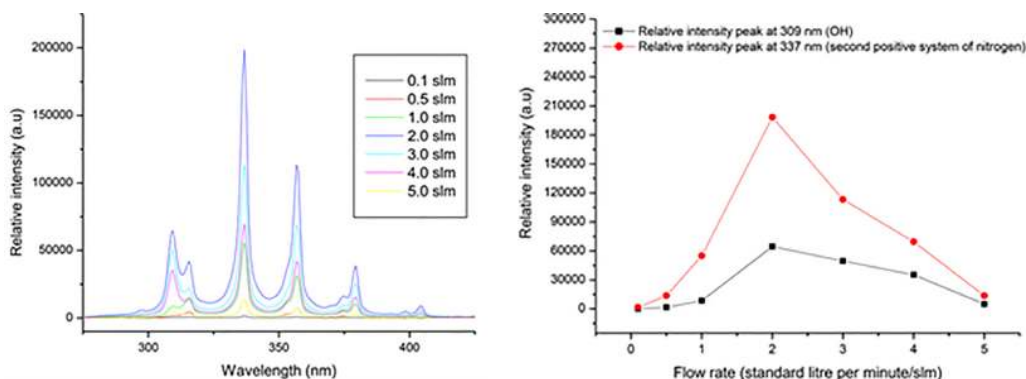 200000
150000
100000
50000
0
300
350
400
Relative intensity (a.u)
Wavelength (nm)
0.1 slm
0.5 slm
1.0 slm
2.0 slm
3.0 slm
4.0 slm
5.0 slm
300000
270000
240000
210000
180000
150000
120000
90000
60000
30000
0
0
1
2
3
4
5
Relative intensity (a.u)
Flow rate (standard litre per minute/slm)
Relative intensity peak at 309 nm (OH)
Relative intensity peak at 337 nm (second positive system of nitrogen)